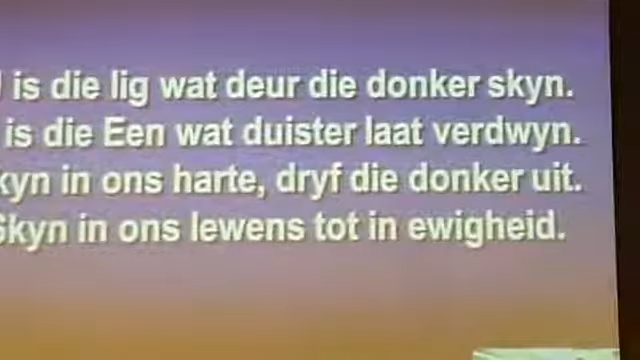 is die lig wat deur die donker skyn.
is die Een wat duister laat verdwyn.
in ons harte, dryf die donker uit.
Skyn in ons lewens tot in ewigheid.